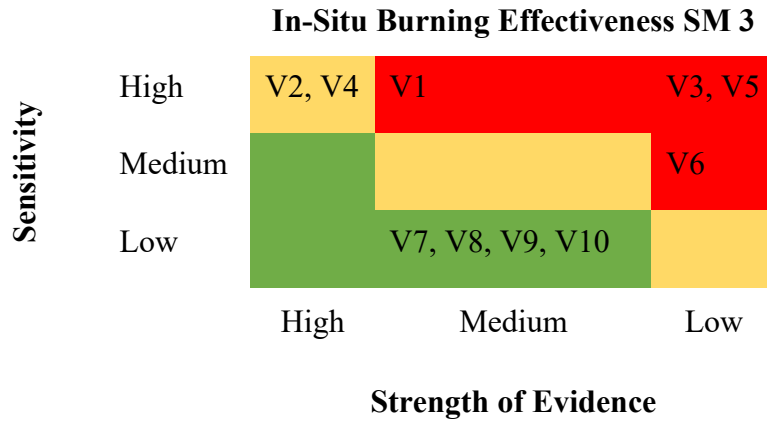 In-Situ Burning Effectiveness SM 3
Sensitivity
High V2, V4 V1 V3, V5
Medium V6
Low V7, V8, V9, V10
High Medium Low
Strength of Evidence